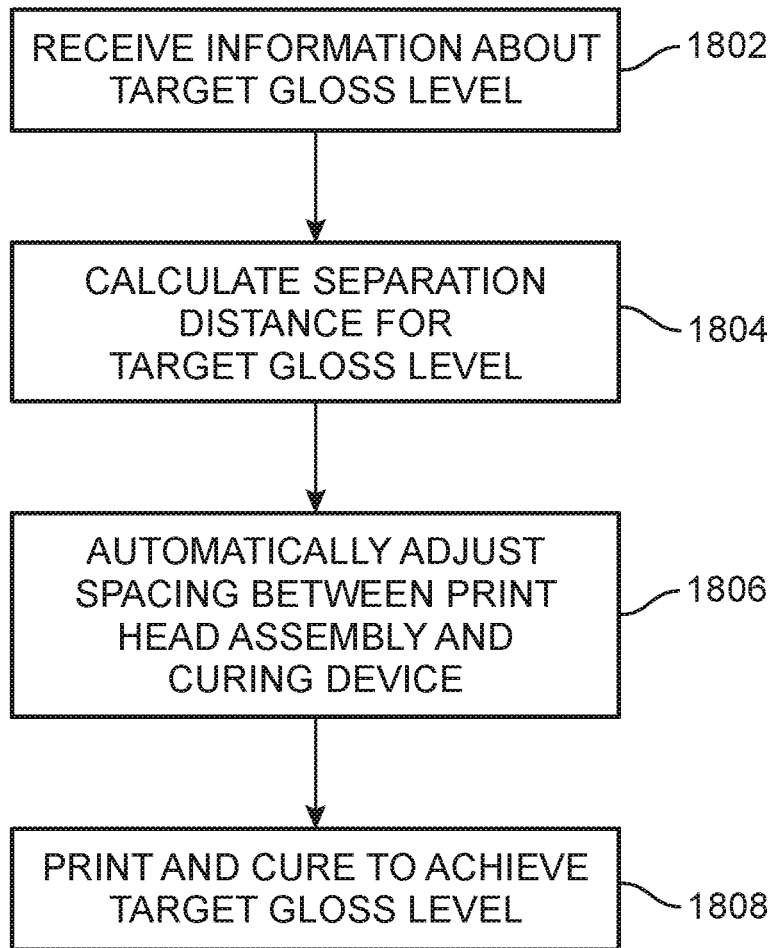 RECEIVE INFORMATION ABOUT
TARGET GLOSS LEVEL
1802
CALCULATE SEPARATION
DISTANCE FOR
TARGET GLOSS LEVEL
1804
AUTOMATICALLY ADJUST
SPACING BETWEEN PRINT
HEAD ASSEMBLY AND
CURING DEVICE
1806
PRINT AND CURE TO ACHIEVE
TARGET GLOSS LEVEL
1808